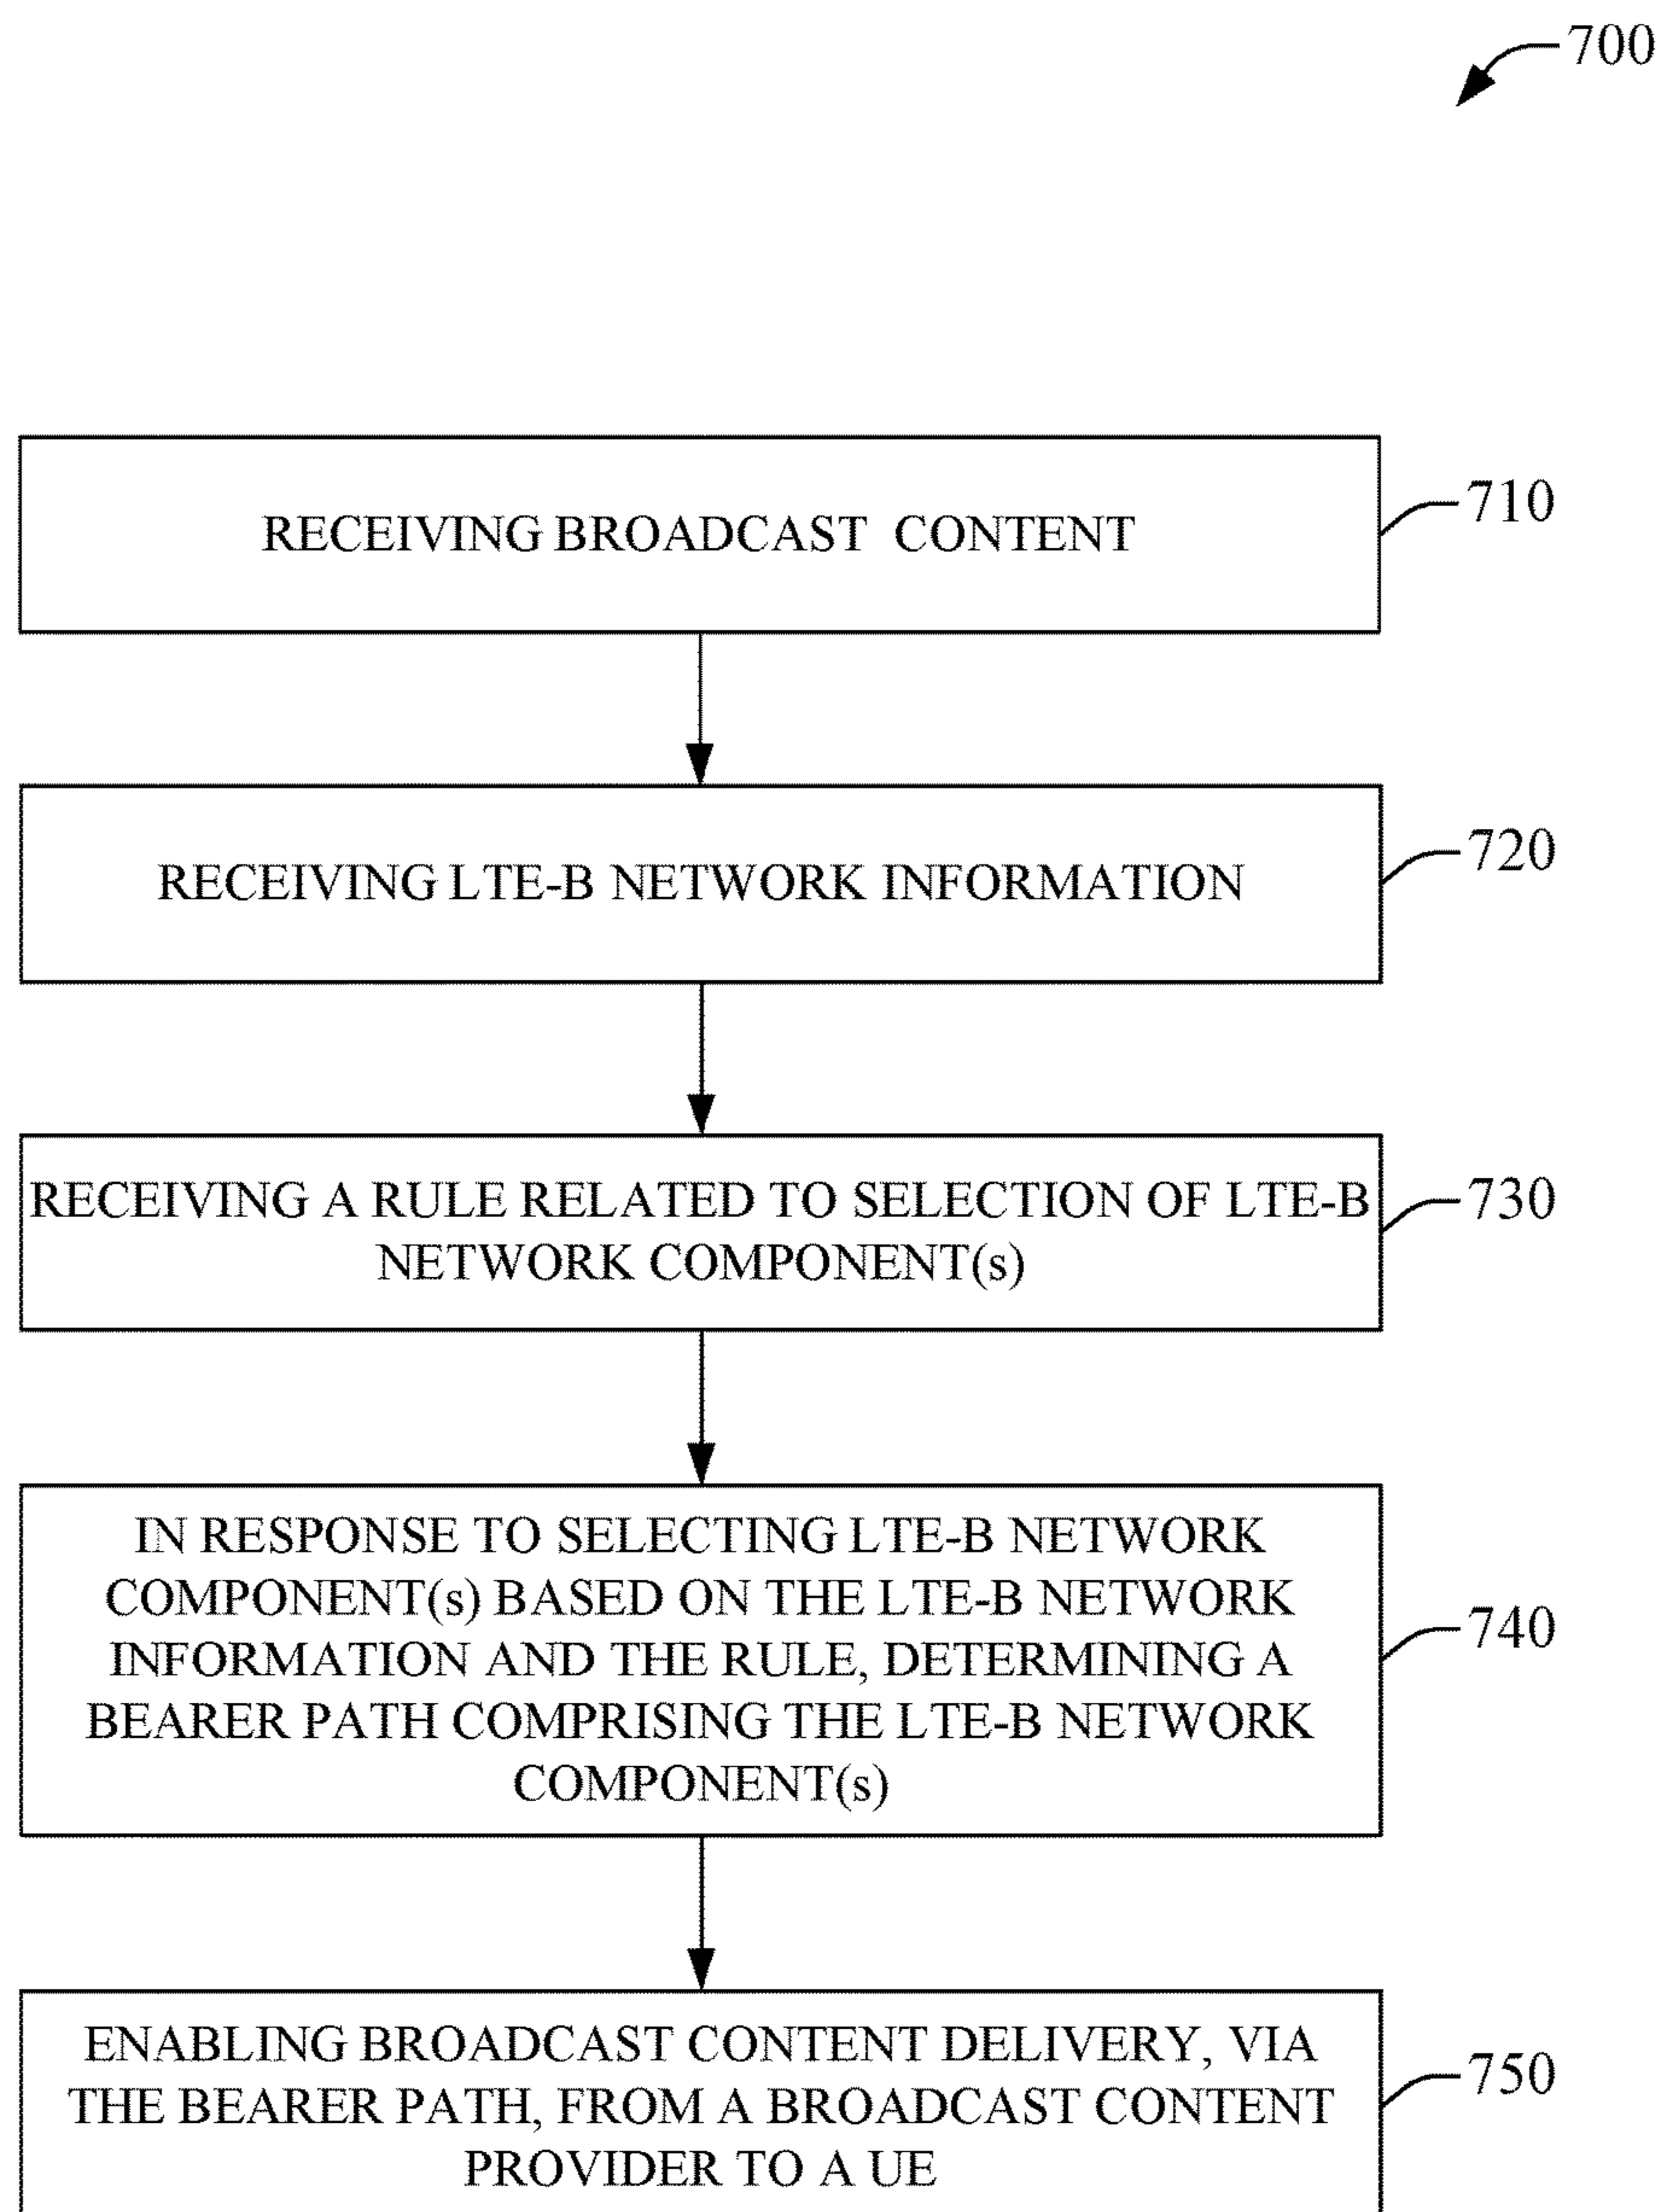 700
RECEIVING BROADCAST CONTENT
710
RECEIVING LTE-B NETWORK INFORMATION
720
RECEIVING A RULE RELATED TO SELECTION OF LTE-B
NETWORK COMPONENT(s)
730
IN RESPONSE TO SELECTING LTE-B NETWORK
COMPONENT(s) BASED ON THE LTE-B NETWORK
INFORMATION AND THE RULE, DETERMINING A
BEARER PATH COMPRISING THE LTE-B NETWORK
COMPONENT(s)
740
ENABLING BROADCAST CONTENT DELIVERY, VIA
THE BEARER PATH, FROM A BROADCAST CONTENT
PROVIDER TO A UE
750